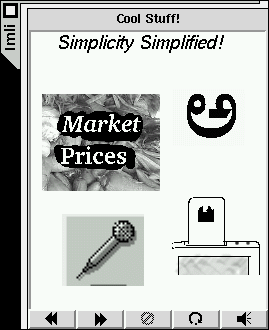 Cool Stuff!
Imli
Simplicity Simplified!
Market
Prices
ಅ